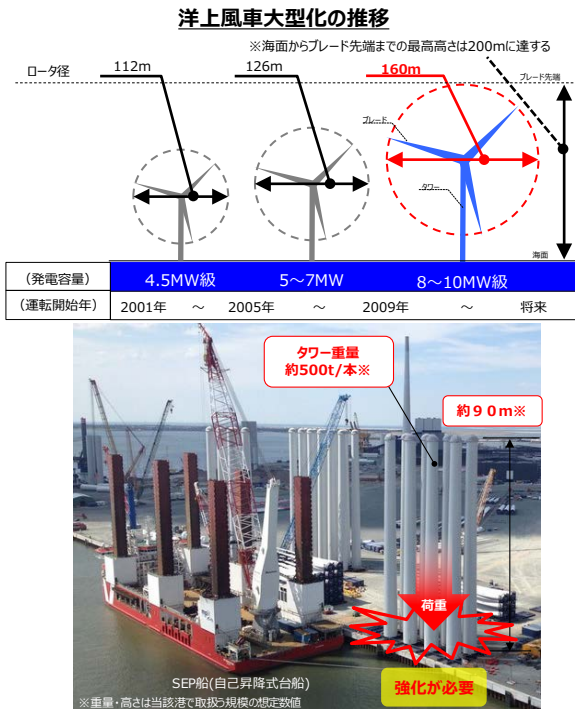 洋上風車大型化の推移
※海面からブレード先端までの最高高さは200mに達する
ロータ径
112m
126m
160m
ブレード先端
ブレード
タワー
海面
(発電容量) 4.5MW級 5～7MW 8～10MW級
(運転開始年) 2001年 ～ 2005年 ～ 2009年 ～ 将来
タワー重量
約500t/本※
約９０m※
荷重
SEP船(自己昇降式台船)
強化が必要
※重量・高さは当該港で取扱う規模の想定数値